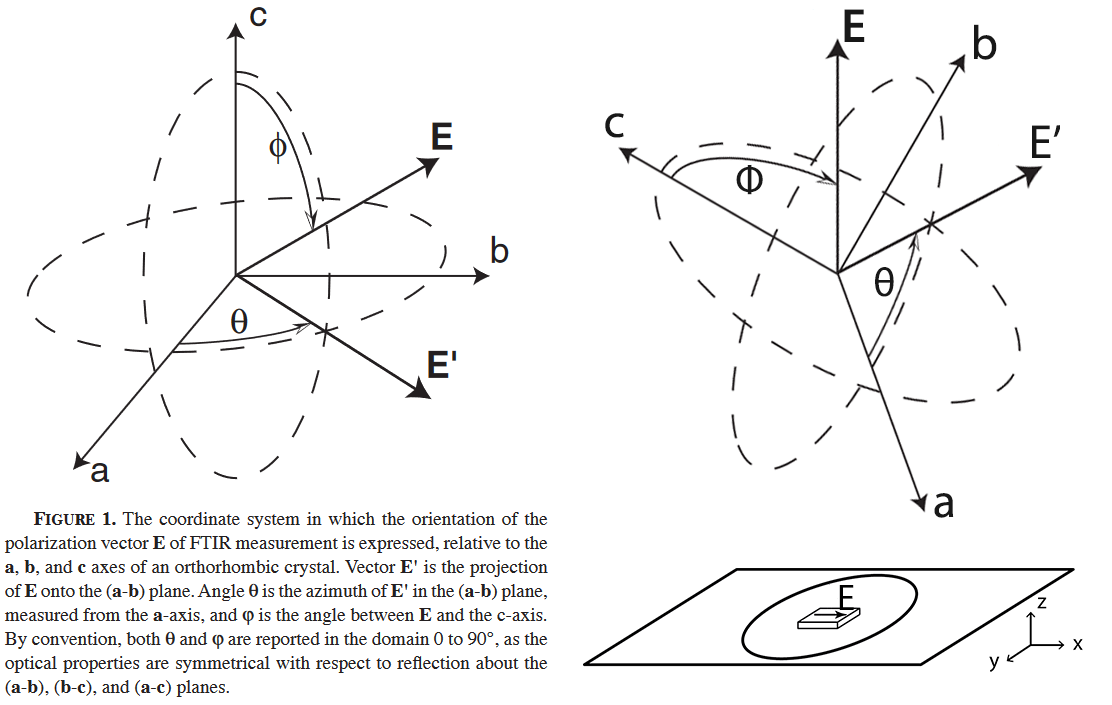 c
ϕ
E
b
θ
E'
a
FIGURE 1. The coordinate system in which the orientation of the
polarization vector E of FTIR measurement is expressed, relative to the
a, b, and c axes of an orthorhombic crystal. Vector E' is the projection
of E onto the (a-b) plane. Angle θ is the azimuth of E' in the (a-b) plane,
measured from the a-axis, and φ is the angle between E and the c-axis.
By convention, both θ and φ are reported in the domain 0 to 90°, as the
optical properties are symmetrical with respect to reflection about the
(a-b), (b-c), and (a-c) planes.
E
b
c
E'
Φ
θ
a
E
z
x
y